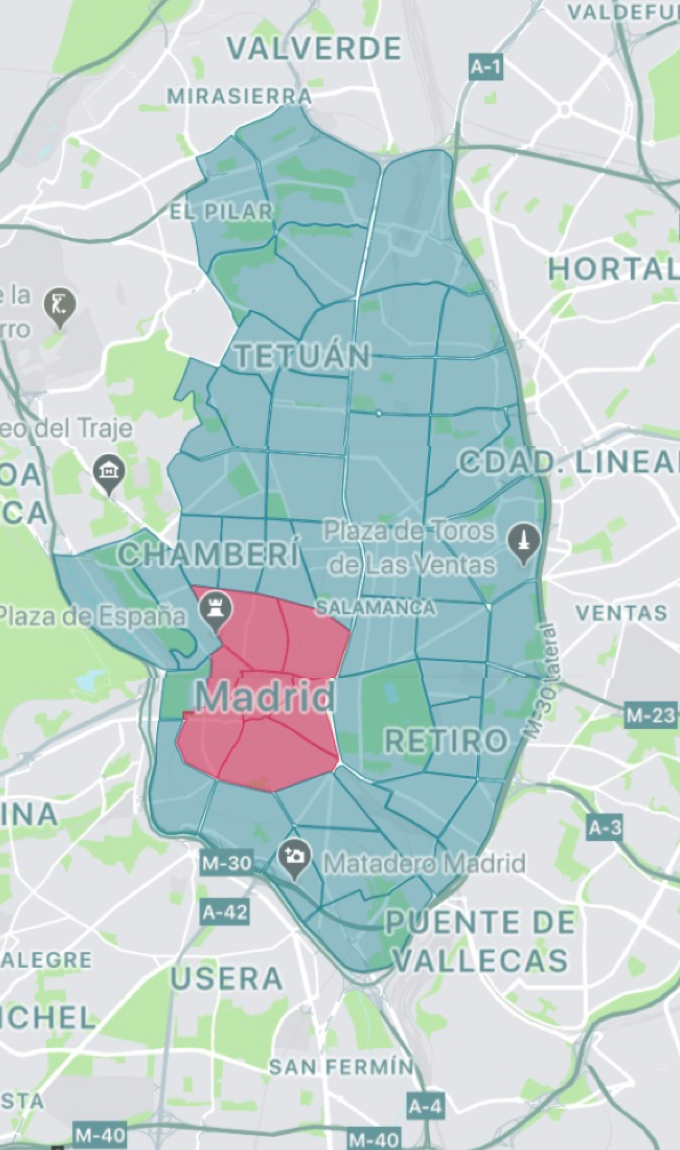 VALDEFU
VALVERDE
A-1
MIRASIERRA
EL PILAR
HORTAL
e la
rro
TETUÁN
eo del Traje
CDAD. LINEAL
OA
CA
Plaza de Toros
de Las Ventas
CHAMBERÍ
SALAMANCA
Plaza de España
VENTAS
M-30 lateral
Madrid
M-23
RETIRO
INA
A-3
M-30
Matadero Madrid
A-42
PUENTE DE
VALLECAS
ALEGRE
USERA
ICHEL
SAN FERMÍN
STA
A-4
M-40
M-40